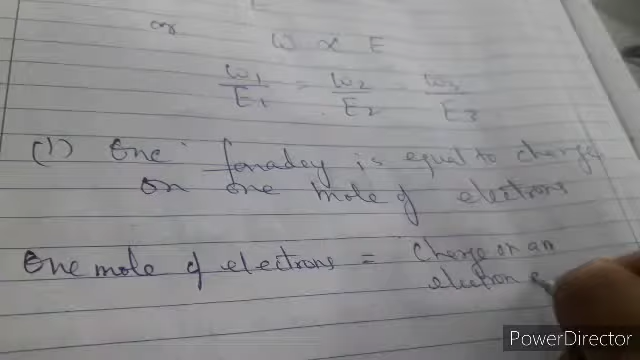 or
W ∝ E
W1/E1 = W2/E2 = W3/E3
(1) One faraday is equal to charge
on one mole of electrons
One mole of electrons = Charge on an
electron
PowerDirector